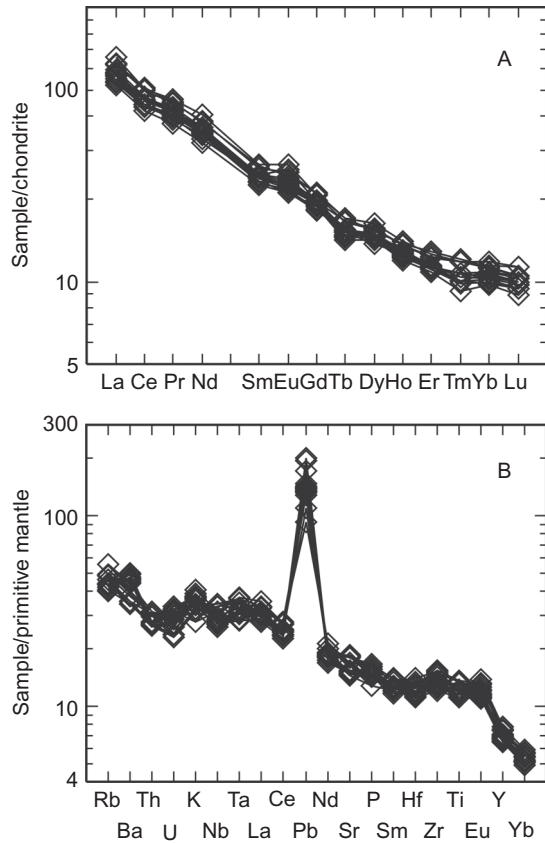 A
100
10
5
Sample/chondrite
La Ce Pr Nd SmEuGdTb DyHo Er TmYb Lu
300
B
100
10
4
Sample/primitive mantle
Rb Th K Ta Ce Nd P Hf Ti Y
Ba U Nb La Pb Sr Sm Zr Eu Yb